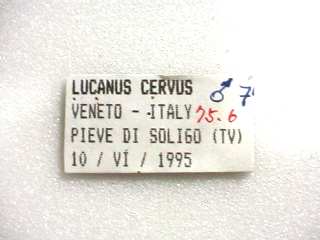 LUCANUS CERVUS ♂ 7
VENETO - ITALY 75.6
PIEVE DI SOLIGO (TV)
10 / VI / 1995